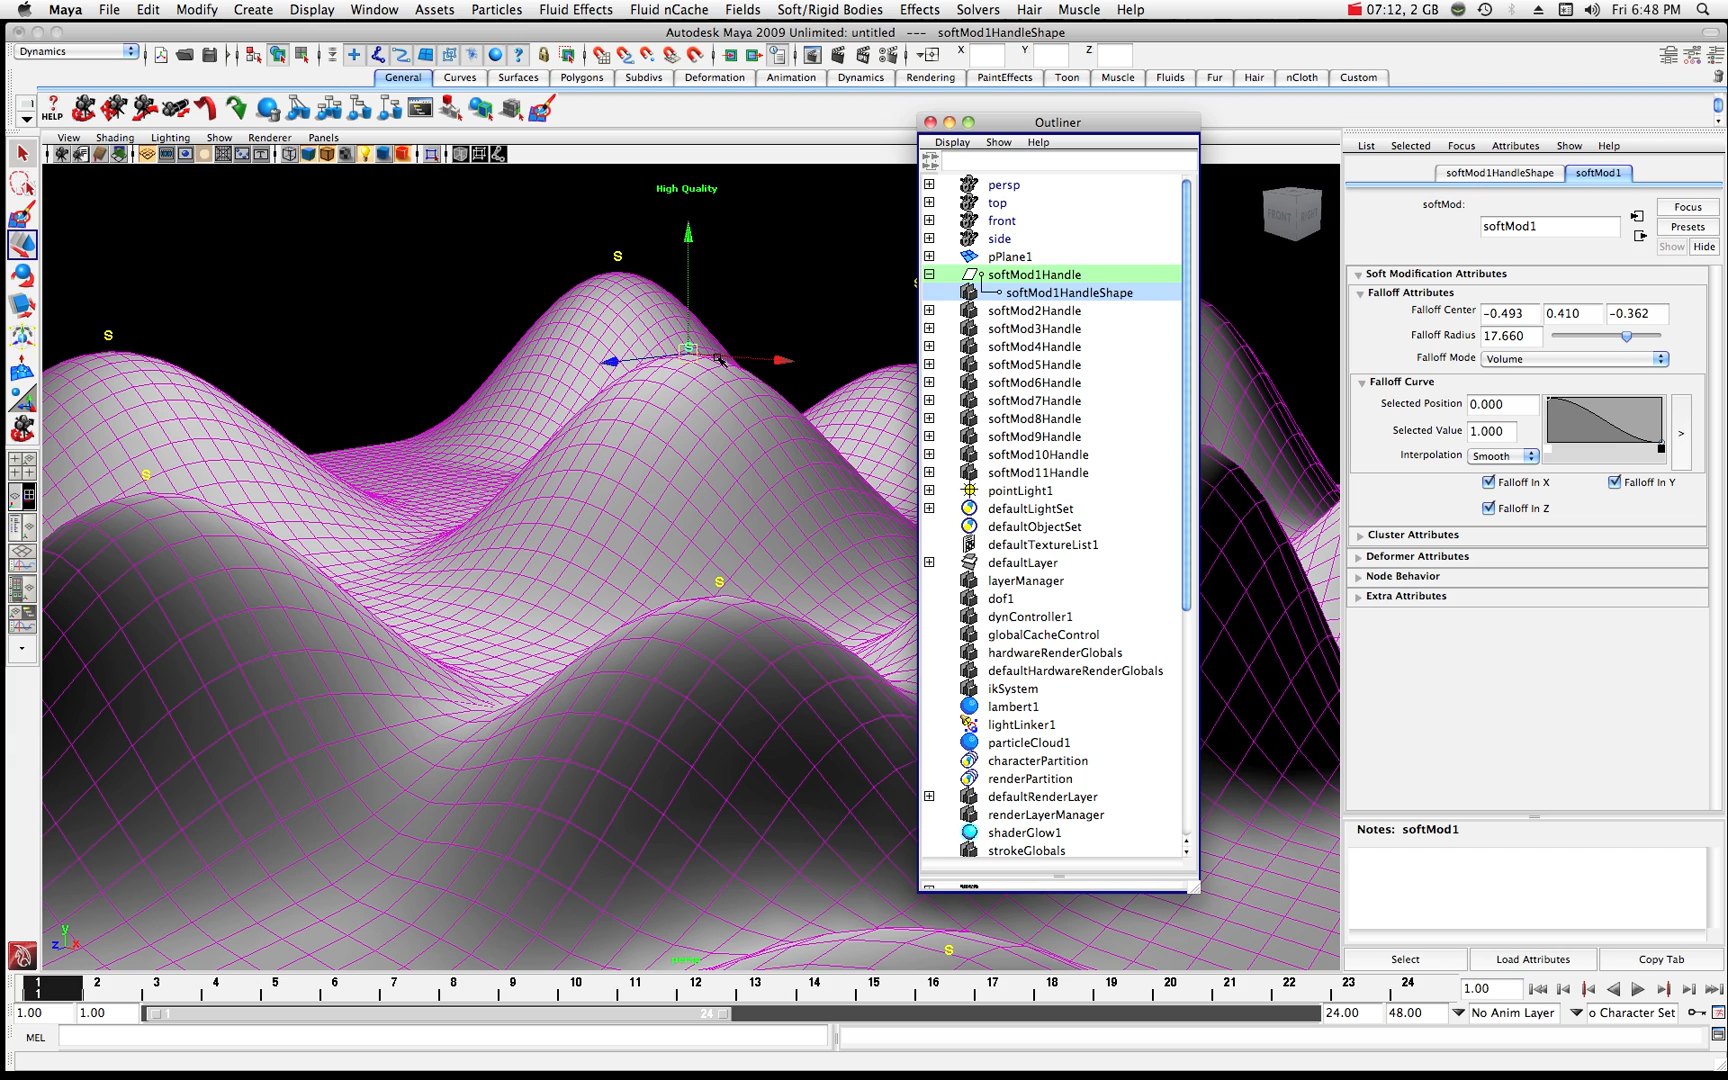 Maya File Edit Modify Create Display Window Assets Particles Fluid Effects Fluid nCache Fields Soft/Rigid Bodies Effects Solvers Hair Muscle Help 07:12, 2 GB Fri 6:48 PM
Autodesk Maya 2009 Unlimited: untitled --- softMod1HandleShape
Dynamics X Y Z
General Curves Surfaces Polygons Subdivs Deformation Animation Dynamics Rendering PaintEffects Toon Muscle Fluids Fur Hair nCloth Custom
HELP
View Shading Lighting Show Renderer Panels
High Quality
FRONT RIGHT
S
S
S
S
S
S
Outliner
Display Show Help
persp
top
front
side
pPlane1
softMod1Handle
softMod1HandleShape
softMod2Handle
softMod3Handle
softMod4Handle
softMod5Handle
softMod6Handle
softMod7Handle
softMod8Handle
softMod9Handle
softMod10Handle
softMod11Handle
pointLight1
defaultLightSet
defaultObjectSet
defaultTextureList1
defaultLayer
layerManager
dof1
dynController1
globalCacheControl
hardwareRenderGlobals
defaultHardwareRenderGlobals
ikSystem
lambert1
lightLinker1
particleCloud1
characterPartition
renderPartition
defaultRenderLayer
renderLayerManager
shaderGlow1
strokeGlobals
List Selected Focus Attributes Show Help
softMod1HandleShape softMod1
softMod: softMod1
Focus
Presets
Show Hide
Soft Modification Attributes
Falloff Attributes
Falloff Center -0.493 0.410 -0.362
Falloff Radius 17.660
Falloff Mode Volume
Falloff Curve
Selected Position 0.000
Selected Value 1.000
Interpolation Smooth
>
Falloff In X Falloff In Y
Falloff In Z
Cluster Attributes
Deformer Attributes
Node Behavior
Extra Attributes
Notes: softMod1
Select Load Attributes Copy Tab
y
z x
1 2 3 4 5 6 7 8 9 10 11 12 13 14 15 16 17 18 19 20 21 22 23 24 1.00
1
1.00 1.00 1 24 24.00 48.00 No Anim Layer o Character Set
MEL